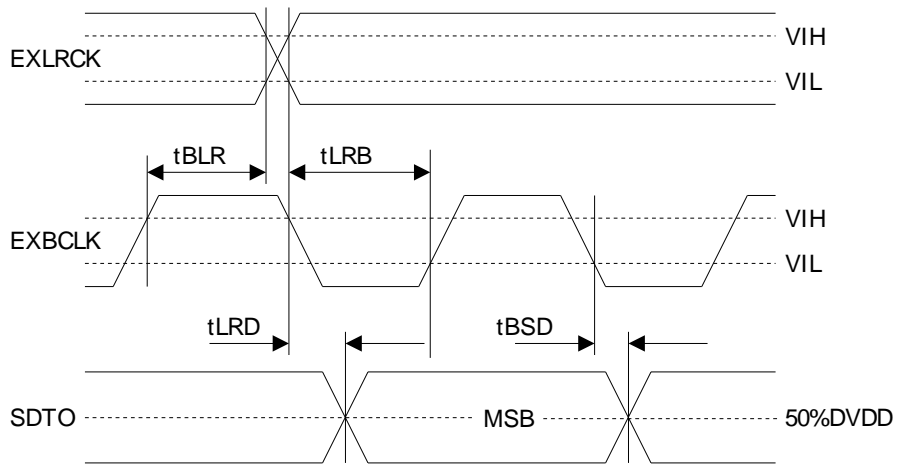 EXLRCK
VIH
VIL
tBLR
tLRB
EXBCLK
VIH
VIL
tLRD
tBSD
SDTO
MSB
50%DVDD